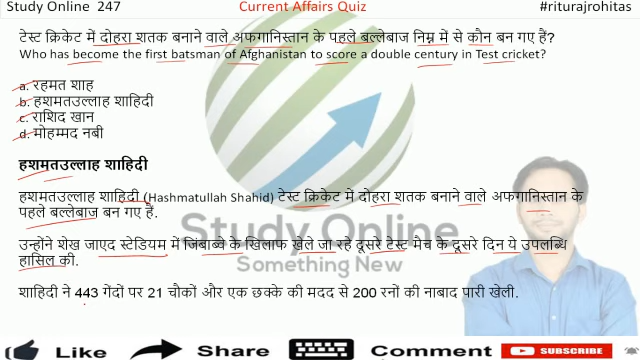 Study Online 247
Current Affairs Quiz
#riturajrohitas
टेस्ट क्रिकेट में दोहरा शतक बनाने वाले अफगानिस्तान के पहले बल्लेबाज निम्न में से कौन बन गए हैं?
Who has become the first batsman of Afghanistan to score a double century in Test cricket?
a. रहमत शाह
b. हशमतउल्लाह शाहिदी
c. राशिद खान
d. मोहम्मद नबी
हशमतउल्लाह शाहिदी
हशमतउल्लाह शाहिदी (Hashmatullah Shahid) टेस्ट क्रिकेट में दोहरा शतक बनाने वाले अफगानिस्तान के
पहले बल्लेबाज बन गए हैं.
Study Online
उन्होंने शेख जाएद स्टेडियम में जिंबाब्वे के खिलाफ खेले जा रहे दूसरे टेस्ट मैच के दूसरे दिन ये उपलब्धि
हासिल की.
Something New
शाहिदी ने 443 गेंदों पर 21 चौकों और एक छक्के की मदद से 200 रनों की नाबाद पारी खेली.
Like
Share
Comment
SUBSCRIBE